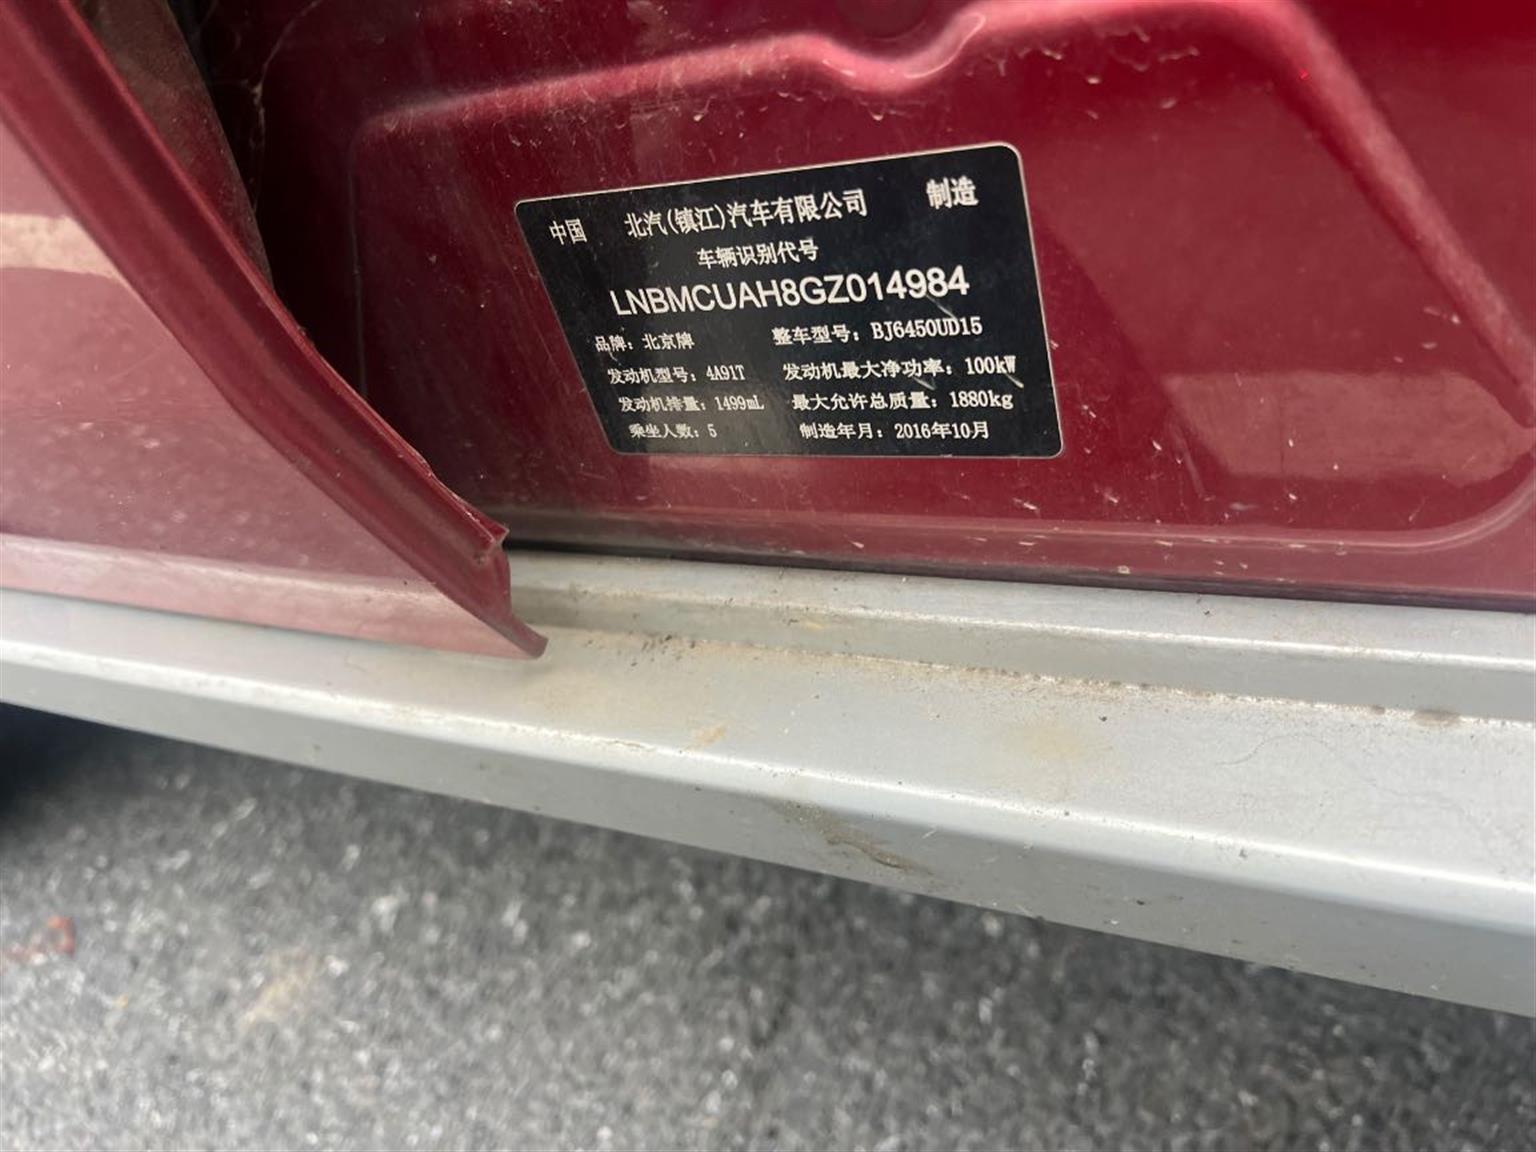 中国 北汽(镇江)汽车有限公司 制造
车辆识别代号
LNBMCUAH8GZ014984
品牌：北京牌 整车型号：BJ6450UD15
发动机型号：4A91T 发动机最大净功率：100kW
发动机排量：1499mL 最大允许总质量：1880kg
乘坐人数：5 制造年月：2016年10月